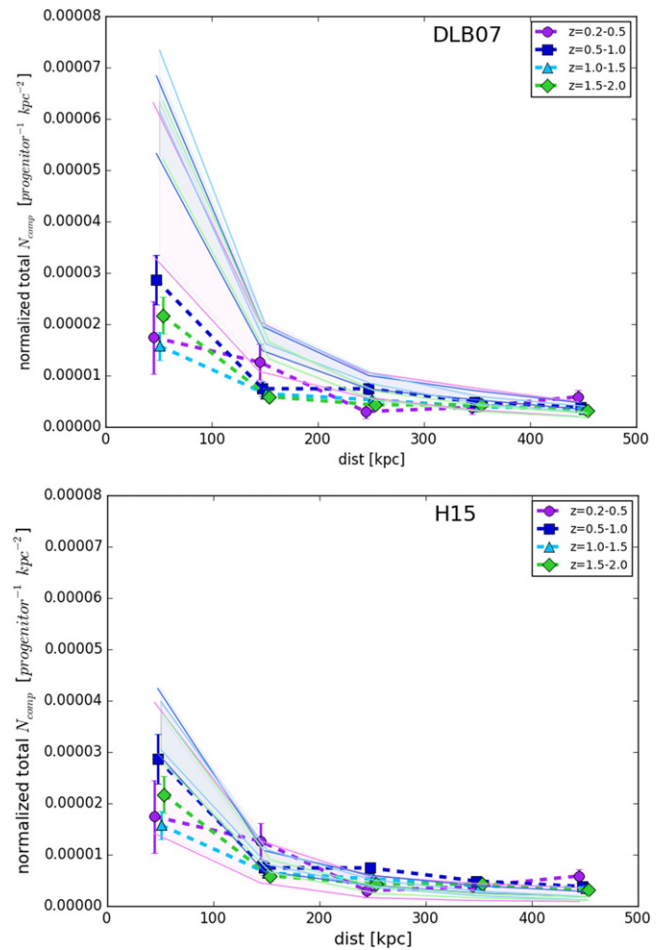 DLB07
z=0.2-0.5
z=0.5-1.0
z=1.0-1.5
z=1.5-2.0
normalized total N_comp [progenitor⁻¹ kpc⁻²]
0.00008
0.00007
0.00006
0.00005
0.00004
0.00003
0.00002
0.00001
0.00000
0 100 200 300 400 500
dist [kpc]
H15
z=0.2-0.5
z=0.5-1.0
z=1.0-1.5
z=1.5-2.0
normalized total N_comp [progenitor⁻¹ kpc⁻²]
0.00008
0.00007
0.00006
0.00005
0.00004
0.00003
0.00002
0.00001
0.00000
0 100 200 300 400 500
dist [kpc]